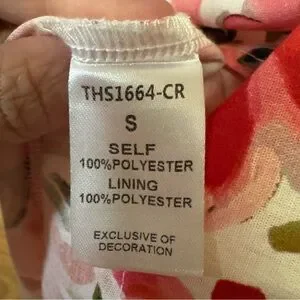 THS1664-CR
S
SELF
100%POLYESTER
LINING
100%POLYESTER
EXCLUSIVE OF
DECORATION